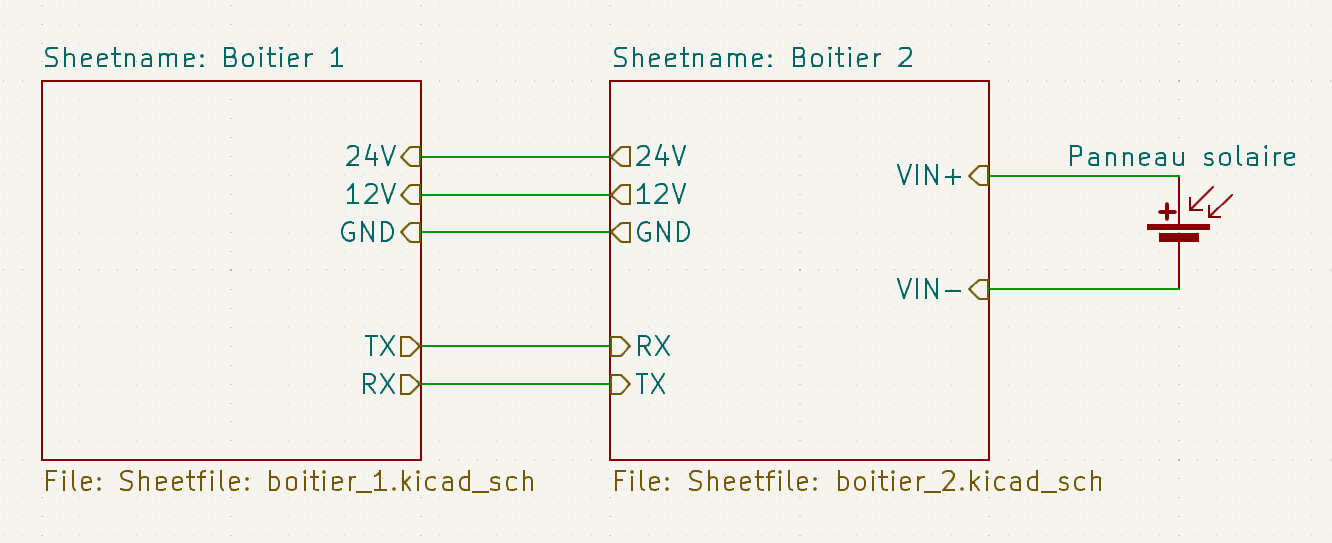 Sheetname: Boitier 1
Sheetname: Boitier 2
24V
12V
GND
TX
RX
24V
12V
GND
RX
TX
VIN+
VIN-
Panneau solaire
+
File: Sheetfile: boitier_1.kicad_sch
File: Sheetfile: boitier_2.kicad_sch